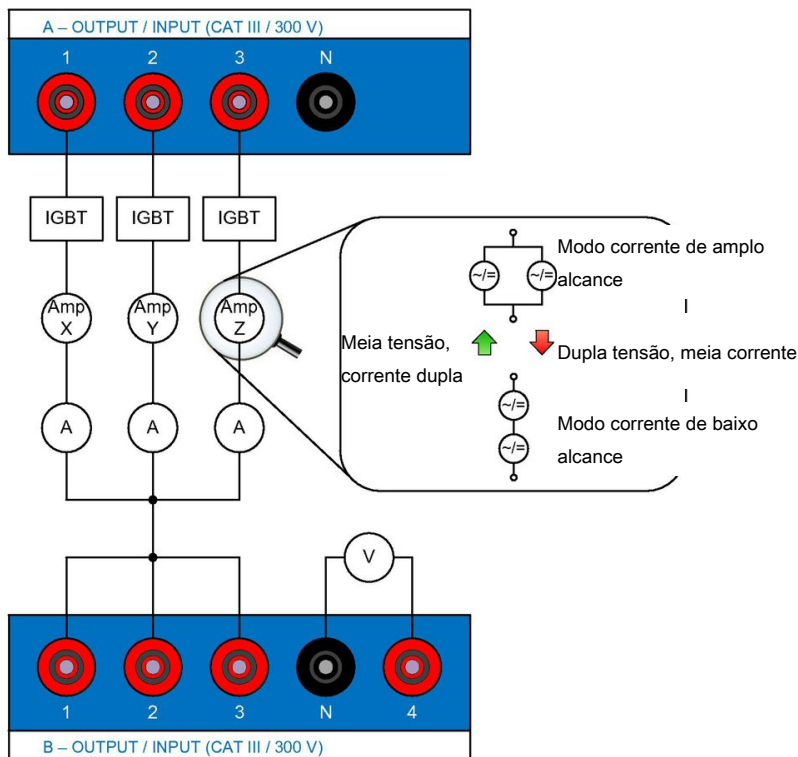 A – OUTPUT / INPUT (CAT III / 300 V)
1 2 3 N
IGBT IGBT IGBT
Amp X
Amp Y
Amp Z
A A A
~/= ~/=
Modo corrente de amplo
alcance
I
Meia tensão,
corrente dupla
Dupla tensão, meia corrente
I
~/=
~/=
Modo corrente de baixo
alcance
V
1 2 3 N 4
B – OUTPUT / INPUT (CAT III / 300 V)